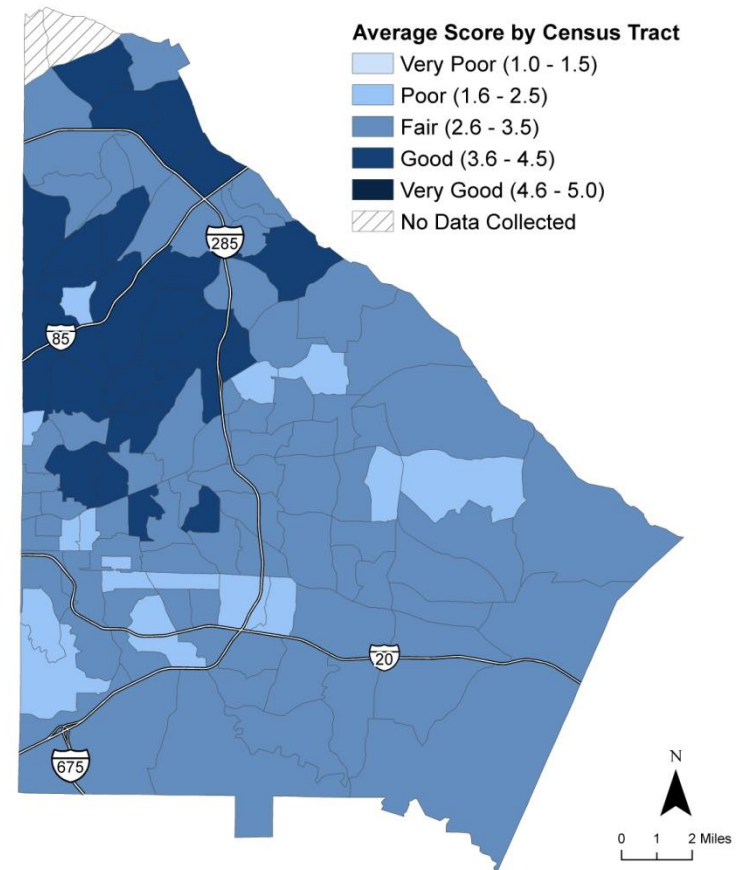 Average Score by Census Tract
Very Poor (1.0 - 1.5)
Poor (1.6 - 2.5)
Fair (2.6 - 3.5)
Good (3.6 - 4.5)
Very Good (4.6 - 5.0)
No Data Collected
285
85
20
675
N
0 1 2 Miles